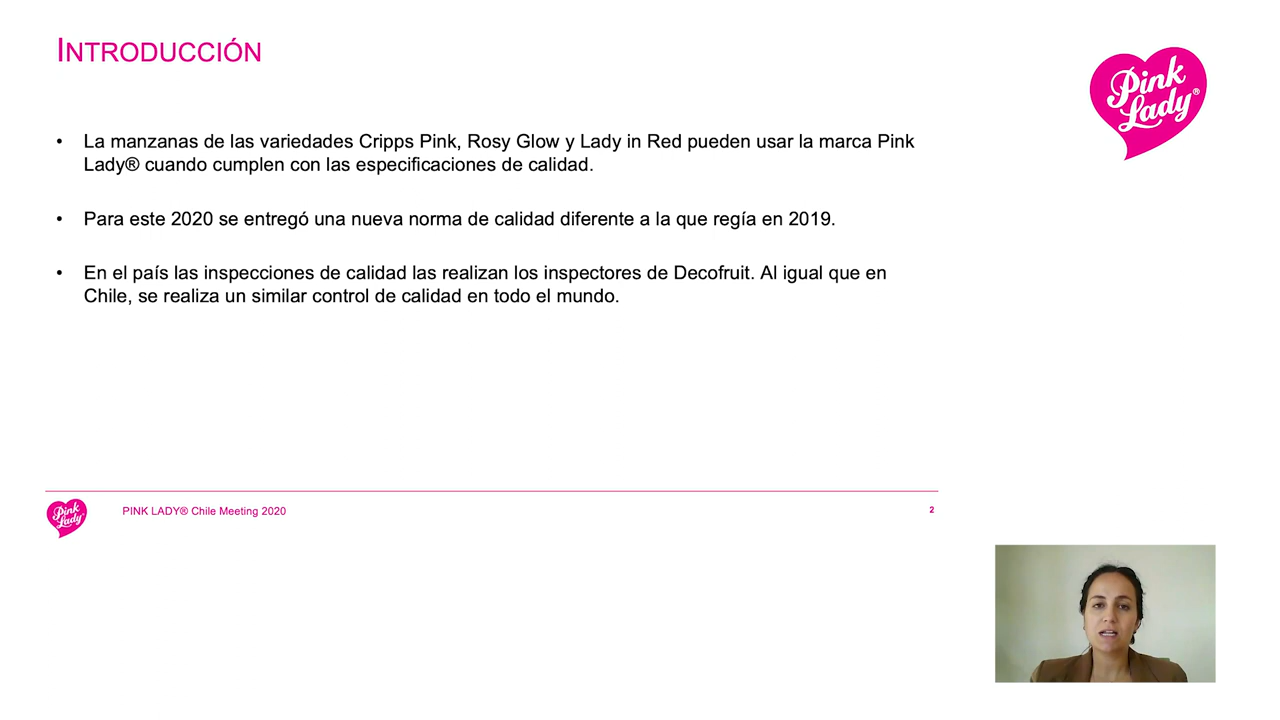 INTRODUCCIÓN
Pink
Lady®
• La manzanas de las variedades Cripps Pink, Rosy Glow y Lady in Red pueden usar la marca Pink
Lady® cuando cumplen con las especificaciones de calidad.
• Para este 2020 se entregó una nueva norma de calidad diferente a la que regía en 2019.
• En el país las inspecciones de calidad las realizan los inspectores de Decofruit. Al igual que en
Chile, se realiza un similar control de calidad en todo el mundo.
Pink
Lady
PINK LADY® Chile Meeting 2020
2